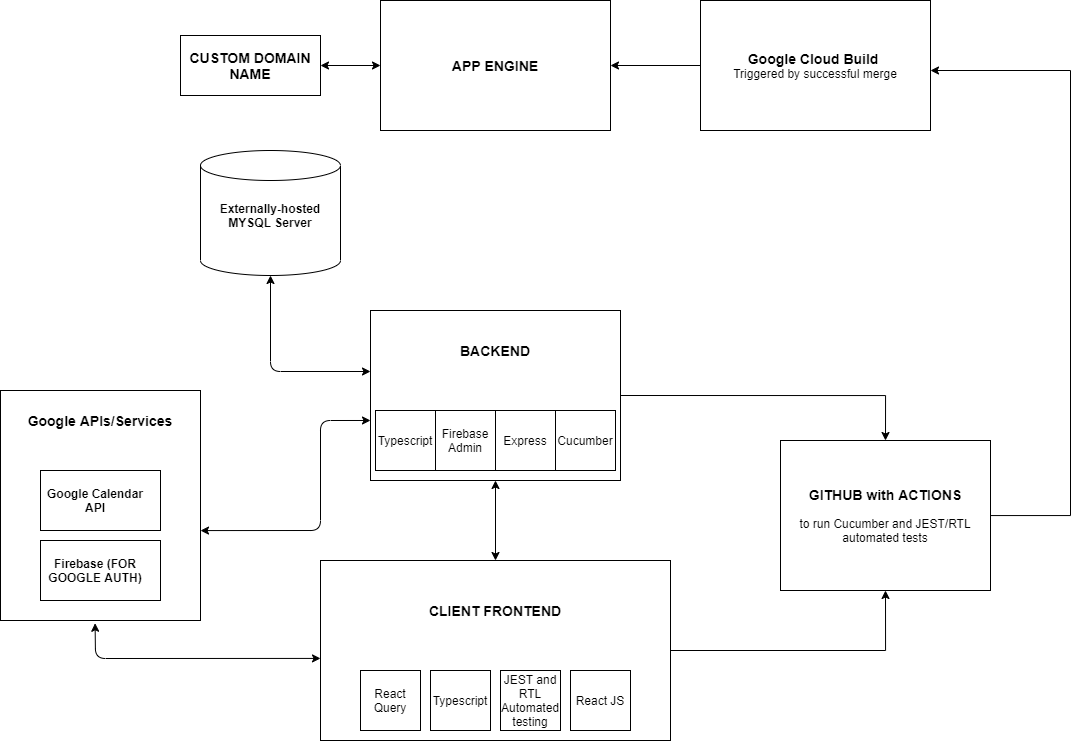 CUSTOM DOMAIN
NAME
APP ENGINE
Google Cloud Build
Triggered by successful merge
Externally-hosted
MYSQL Server
BACKEND
Typescript
Firebase
Admin
Express
Cucumber
Google APIs/Services
Google Calendar
API
Firebase (FOR
GOOGLE AUTH)
GITHUB with ACTIONS
to run Cucumber and JEST/RTL
automated tests
CLIENT FRONTEND
React
Query
Typescript
JEST and
RTL
Automated
testing
React JS